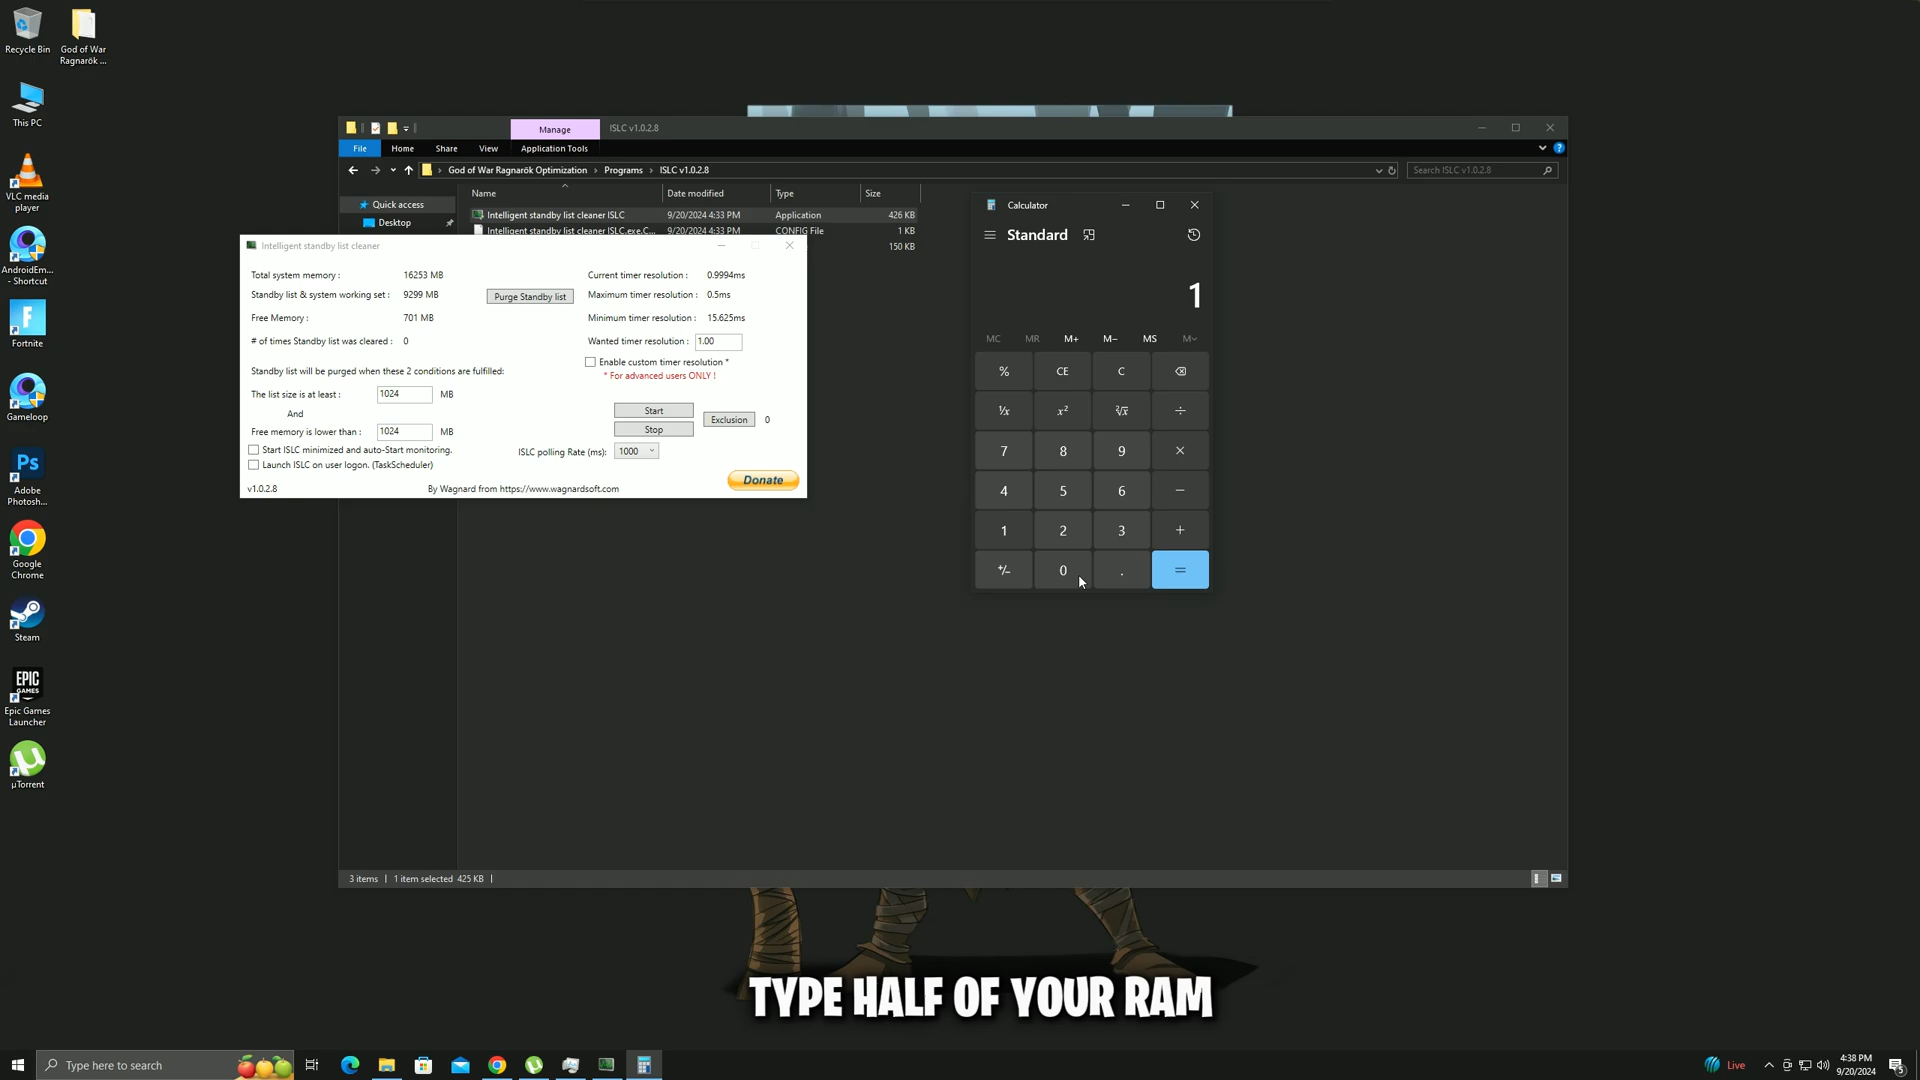 Recycle Bin
God of War
Ragnarök ...
This PC
VLC media
player
AndroidEm...
- Shortcut
Fortnite
Gameloop
Ps
Adobe
Photosh...
Google
Chrome
Steam
EPIC
GAMES
Epic Games
Launcher
µTorrent
Manage
ISLC v1.0.2.8
File
Home
Share
View
Application Tools
God of War Ragnarök Optimization > Programs > ISLC v1.0.2.8
Search ISLC v1.0.2.8
Name
Date modified
Type
Size
Quick access
Desktop
Intelligent standby list cleaner ISLC 9/20/2024 4:33 PM Application 426 KB
Intelligent standby list cleaner ISLC.exe.C... 9/20/2024 4:33 PM CONFIG File 1 KB
150 KB
Intelligent standby list cleaner
Total system memory : 16253 MB
Standby list & system working set : 9299 MB
Purge Standby list
Free Memory : 701 MB
# of times Standby list was cleared : 0
Standby list will be purged when these 2 conditions are fulfilled:
The list size is at least : 1024 MB
And
Free memory is lower than : 1024 MB
Start ISLC minimized and auto-Start monitoring.
Launch ISLC on user logon. (TaskScheduler)
v1.0.2.8
By Wagnard from https://www.wagnardsoft.com
Current timer resolution : 0.9994ms
Maximum timer resolution : 0.5ms
Minimum timer resolution : 15.625ms
Wanted timer resolution : 1.00
Enable custom timer resolution *
* For advanced users ONLY !
Start
Stop
Exclusion 0
ISLC polling Rate (ms): 1000
Donate
Calculator
Standard
1
MC MR M+ M− MS M˅
% CE C
¹/x x² ²√x ÷
7 8 9 ×
4 5 6 −
1 2 3 +
+/− 0 . =
3 items
1 item selected 425 KB
TYPE HALF OF YOUR RAM
Type here to search
Live
4:38 PM
9/20/2024
5